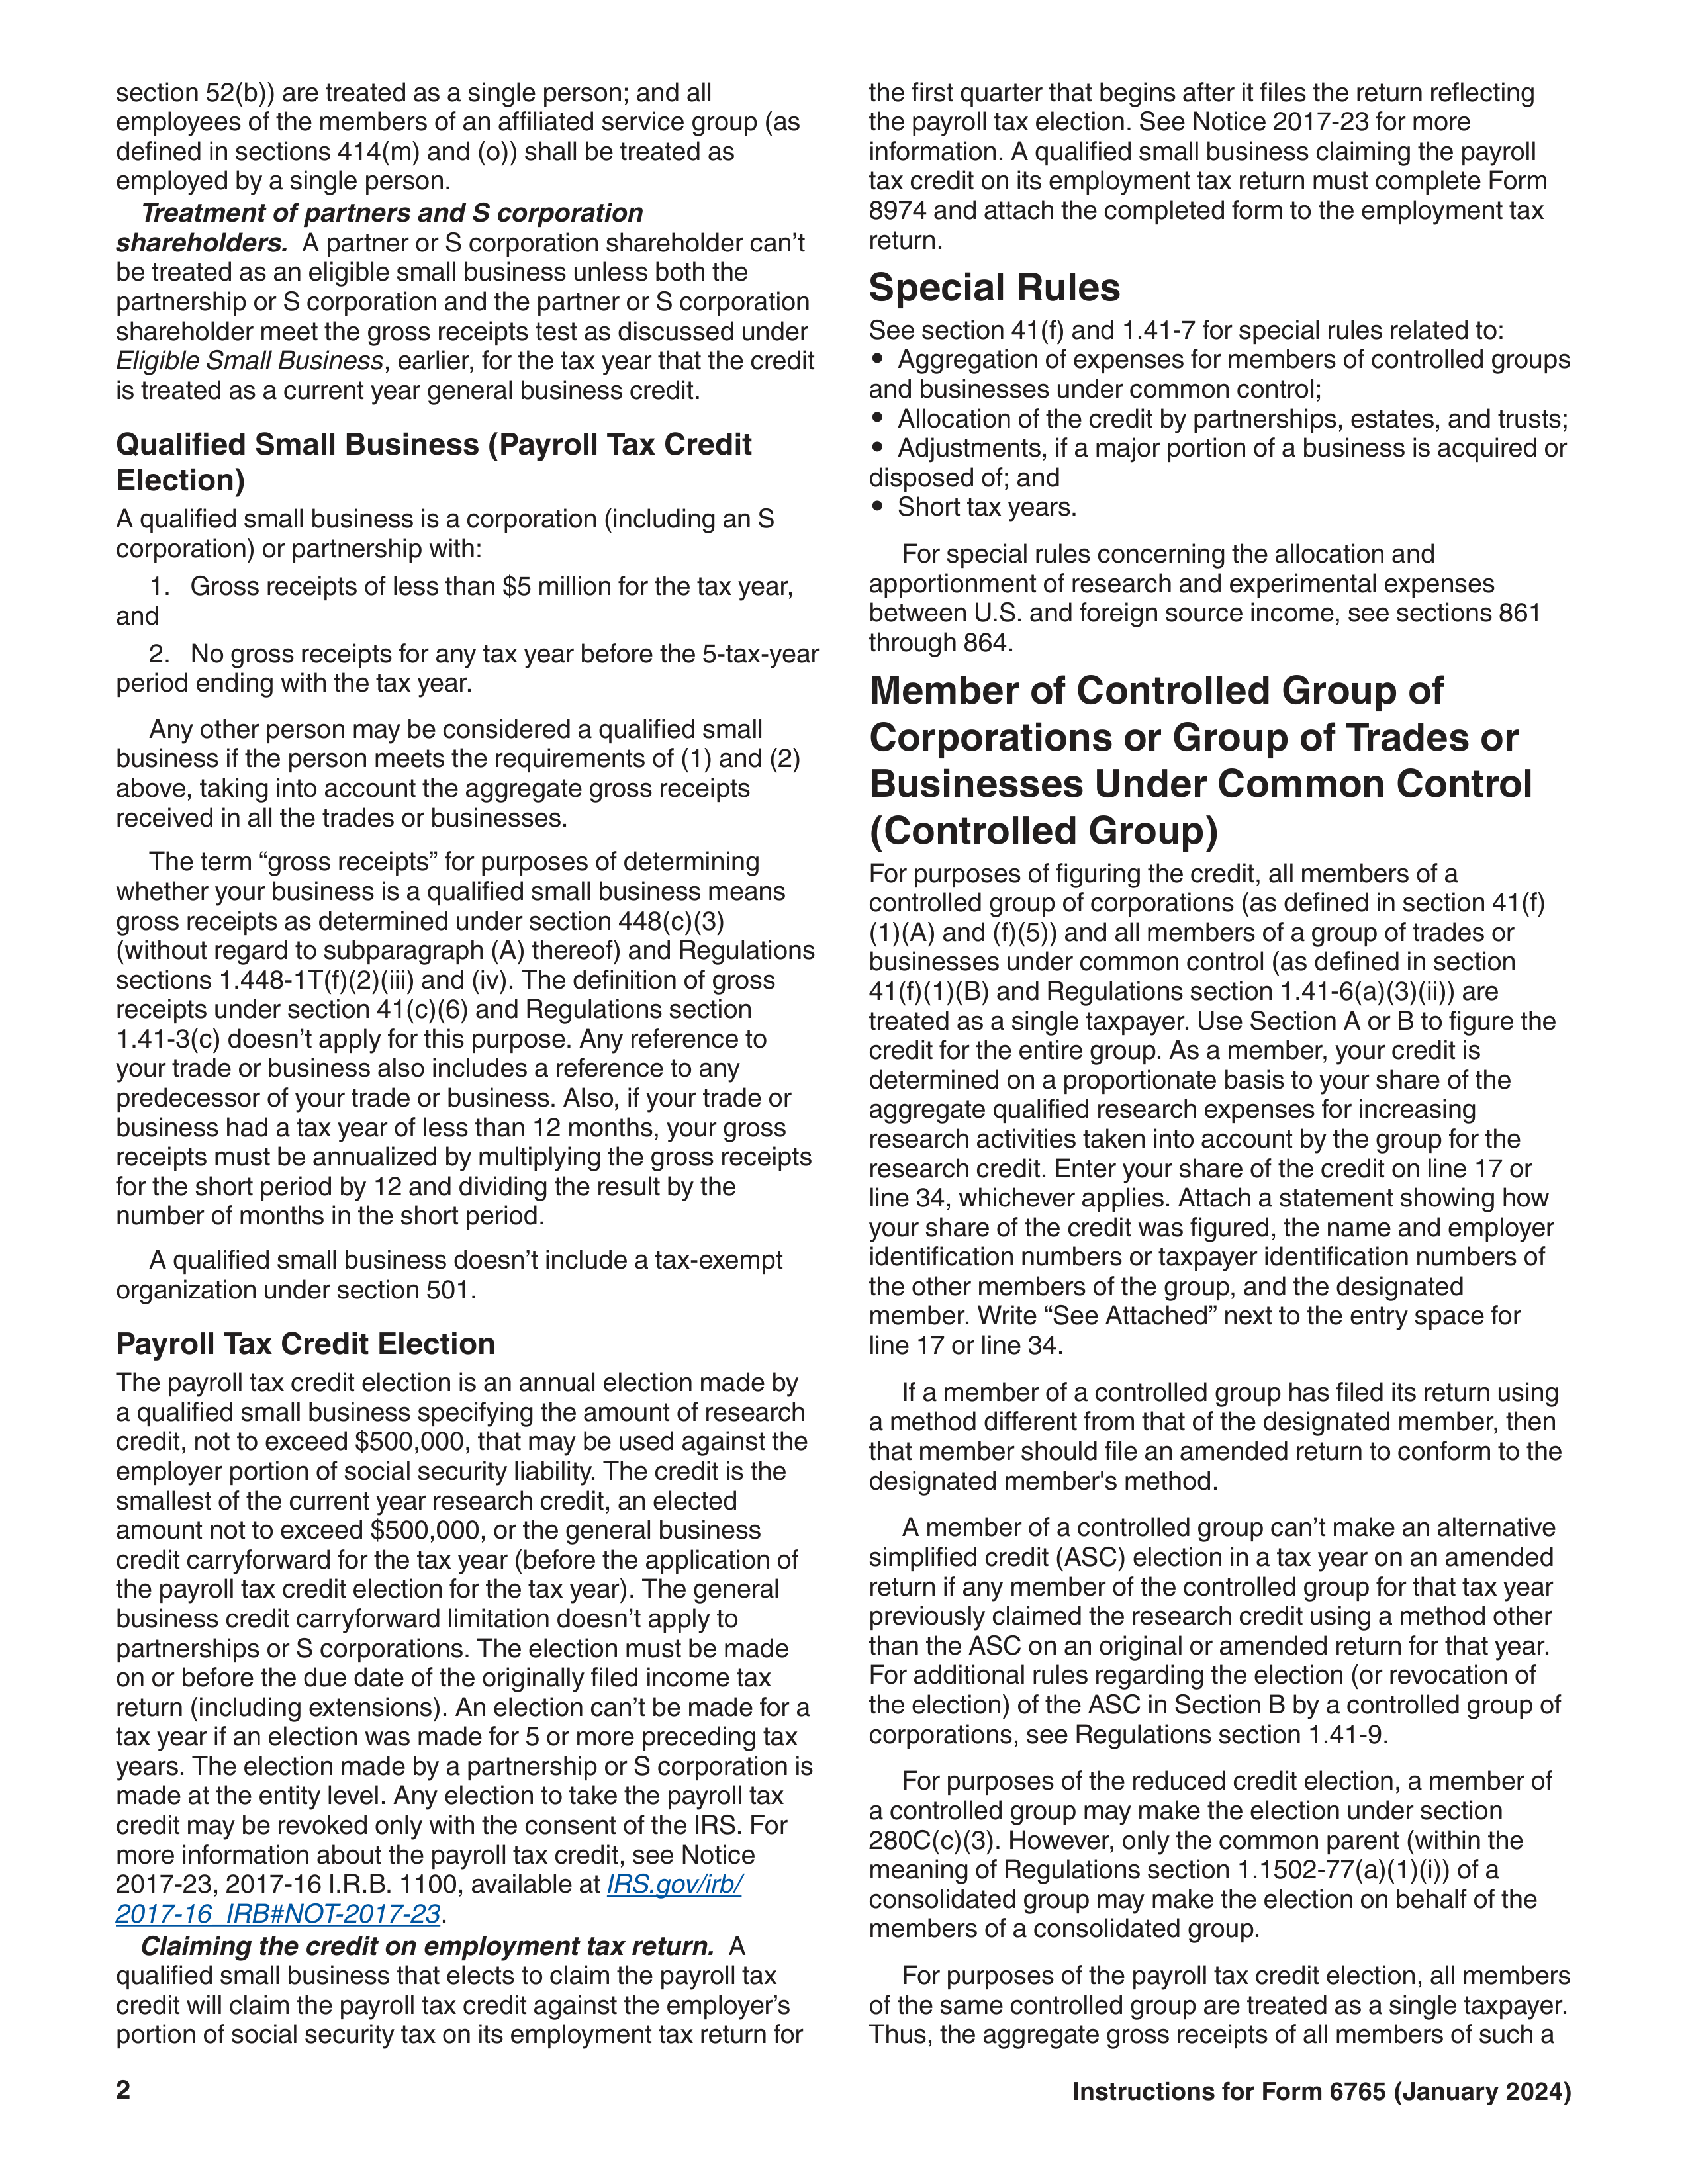 section 52(b)) are treated as a single person; and all
employees of the members of an affiliated service group (as
defined in sections 414(m) and (o)) shall be treated as
employed by a single person.
Treatment of partners and S corporation
shareholders. A partner or S corporation shareholder can’t
be treated as an eligible small business unless both the
partnership or S corporation and the partner or S corporation
shareholder meet the gross receipts test as discussed under
Eligible Small Business, earlier, for the tax year that the credit
is treated as a current year general business credit.
Qualified Small Business (Payroll Tax Credit
Election)
A qualified small business is a corporation (including an S
corporation) or partnership with:
1. Gross receipts of less than $5 million for the tax year,
and
2. No gross receipts for any tax year before the 5-tax-year
period ending with the tax year.
Any other person may be considered a qualified small
business if the person meets the requirements of (1) and (2)
above, taking into account the aggregate gross receipts
received in all the trades or businesses.
The term “gross receipts” for purposes of determining
whether your business is a qualified small business means
gross receipts as determined under section 448(c)(3)
(without regard to subparagraph (A) thereof) and Regulations
sections 1.448-1T(f)(2)(iii) and (iv). The definition of gross
receipts under section 41(c)(6) and Regulations section
1.41-3(c) doesn’t apply for this purpose. Any reference to
your trade or business also includes a reference to any
predecessor of your trade or business. Also, if your trade or
business had a tax year of less than 12 months, your gross
receipts must be annualized by multiplying the gross receipts
for the short period by 12 and dividing the result by the
number of months in the short period.
A qualified small business doesn’t include a tax-exempt
organization under section 501.
Payroll Tax Credit Election
The payroll tax credit election is an annual election made by
a qualified small business specifying the amount of research
credit, not to exceed $500,000, that may be used against the
employer portion of social security liability. The credit is the
smallest of the current year research credit, an elected
amount not to exceed $500,000, or the general business
credit carryforward for the tax year (before the application of
the payroll tax credit election for the tax year). The general
business credit carryforward limitation doesn’t apply to
partnerships or S corporations. The election must be made
on or before the due date of the originally filed income tax
return (including extensions). An election can’t be made for a
tax year if an election was made for 5 or more preceding tax
years. The election made by a partnership or S corporation is
made at the entity level. Any election to take the payroll tax
credit may be revoked only with the consent of the IRS. For
more information about the payroll tax credit, see Notice
2017-23, 2017-16 I.R.B. 1100, available at IRS.gov/irb/
2017-16_IRB#NOT-2017-23.
Claiming the credit on employment tax return. A
qualified small business that elects to claim the payroll tax
credit will claim the payroll tax credit against the employer’s
portion of social security tax on its employment tax return for
the first quarter that begins after it files the return reflecting
the payroll tax election. See Notice 2017-23 for more
information. A qualified small business claiming the payroll
tax credit on its employment tax return must complete Form
8974 and attach the completed form to the employment tax
return.
Special Rules
See section 41(f) and 1.41-7 for special rules related to:
• Aggregation of expenses for members of controlled groups
and businesses under common control;
• Allocation of the credit by partnerships, estates, and trusts;
• Adjustments, if a major portion of a business is acquired or
disposed of; and
• Short tax years.
For special rules concerning the allocation and
apportionment of research and experimental expenses
between U.S. and foreign source income, see sections 861
through 864.
Member of Controlled Group of
Corporations or Group of Trades or
Businesses Under Common Control
(Controlled Group)
For purposes of figuring the credit, all members of a
controlled group of corporations (as defined in section 41(f)
(1)(A) and (f)(5)) and all members of a group of trades or
businesses under common control (as defined in section
41(f)(1)(B) and Regulations section 1.41-6(a)(3)(ii)) are
treated as a single taxpayer. Use Section A or B to figure the
credit for the entire group. As a member, your credit is
determined on a proportionate basis to your share of the
aggregate qualified research expenses for increasing
research activities taken into account by the group for the
research credit. Enter your share of the credit on line 17 or
line 34, whichever applies. Attach a statement showing how
your share of the credit was figured, the name and employer
identification numbers or taxpayer identification numbers of
the other members of the group, and the designated
member. Write “See Attached” next to the entry space for
line 17 or line 34.
If a member of a controlled group has filed its return using
a method different from that of the designated member, then
that member should file an amended return to conform to the
designated member's method.
A member of a controlled group can’t make an alternative
simplified credit (ASC) election in a tax year on an amended
return if any member of the controlled group for that tax year
previously claimed the research credit using a method other
than the ASC on an original or amended return for that year.
For additional rules regarding the election (or revocation of
the election) of the ASC in Section B by a controlled group of
corporations, see Regulations section 1.41-9.
For purposes of the reduced credit election, a member of
a controlled group may make the election under section
280C(c)(3). However, only the common parent (within the
meaning of Regulations section 1.1502-77(a)(1)(i)) of a
consolidated group may make the election on behalf of the
members of a consolidated group.
For purposes of the payroll tax credit election, all members
of the same controlled group are treated as a single taxpayer.
Thus, the aggregate gross receipts of all members of such a
2
Instructions for Form 6765 (January 2024)